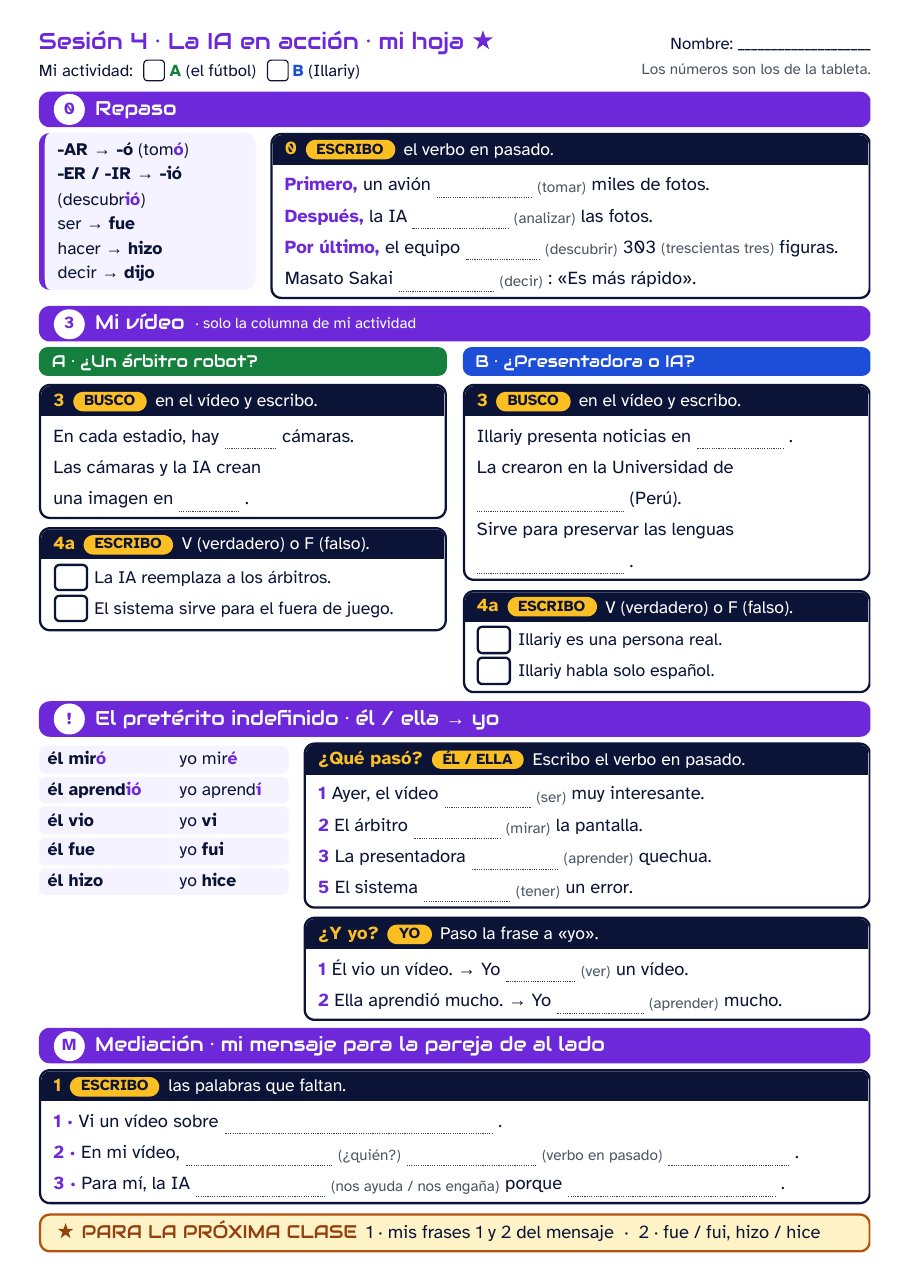 Sesión 4 · La IA en acción · mi hoja ★
Nombre: ___________________
Mi actividad: A (el fútbol) B (Illariy)
Los números son los de la tableta.
0 Repaso
-AR → -ó (tomó)
-ER / -IR → -ió
(descubrió)
ser → fue
hacer → hizo
decir → dijo
0 ESCRIBO el verbo en pasado.
Primero, un avión (tomar) miles de fotos.
Después, la IA (analizar) las fotos.
Por último, el equipo (descubrir) 303 (trescientas tres) figuras.
Masato Sakai (decir) : «Es más rápido».
3 Mi vídeo · solo la columna de mi actividad
A · ¿Un árbitro robot?
3 BUSCO en el vídeo y escribo.
En cada estadio, hay cámaras.
Las cámaras y la IA crean
una imagen en .
4a ESCRIBO V (verdadero) o F (falso).
La IA reemplaza a los árbitros.
El sistema sirve para el fuera de juego.
B · ¿Presentadora o IA?
3 BUSCO en el vídeo y escribo.
Illariy presenta noticias en .
La crearon en la Universidad de
(Perú).
Sirve para preservar las lenguas
.
4a ESCRIBO V (verdadero) o F (falso).
Illariy es una persona real.
Illariy habla solo español.
! El pretérito indefinido · él / ella → yo
él miró yo miré
él aprendió yo aprendí
él vio yo vi
él fue yo fui
él hizo yo hice
¿Qué pasó? ÉL / ELLA Escribo el verbo en pasado.
1 Ayer, el vídeo (ser) muy interesante.
2 El árbitro (mirar) la pantalla.
3 La presentadora (aprender) quechua.
5 El sistema (tener) un error.
¿Y yo? YO Paso la frase a «yo».
1 Él vio un vídeo. → Yo (ver) un vídeo.
2 Ella aprendió mucho. → Yo (aprender) mucho.
M Mediación · mi mensaje para la pareja de al lado
1 ESCRIBO las palabras que faltan.
1 · Vi un vídeo sobre .
2 · En mi vídeo, (¿quién?) (verbo en pasado) .
3 · Para mí, la IA (nos ayuda / nos engaña) porque .
★ PARA LA PRÓXIMA CLASE 1 · mis frases 1 y 2 del mensaje · 2 · fue / fui, hizo / hice